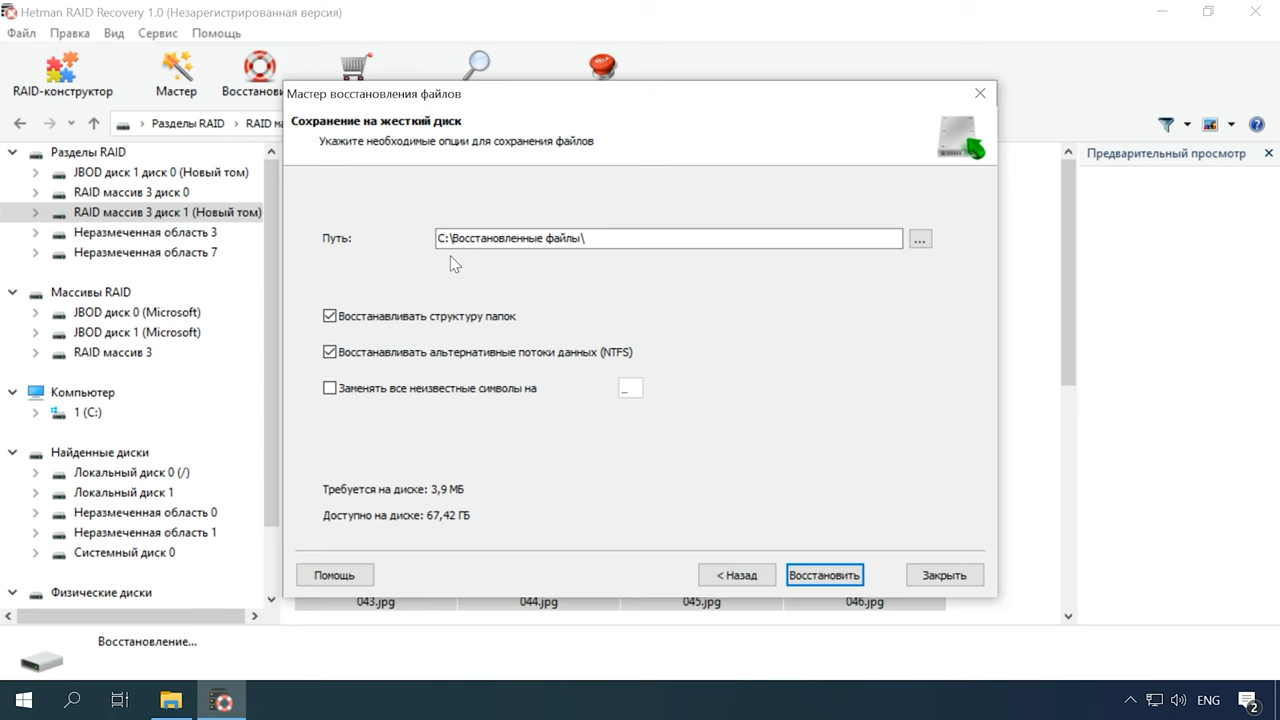 Hetman RAID Recovery 1.0 (Незарегистрированная версия)
Файл Правка Вид Сервис Помощь
RAID-конструктор Мастер
HELP
Мастер восстановления файлов
Сохранение на жесткий диск
Укажите необходимые опции для сохранения файлов
Разделы RAID
Предварительный просмотр
Разделы RAID
JBOD диск 1 диск 0 (Новый том)
RAID массив 3 диск 0
RAID массив 3 диск 1 (Новый том)
Неразмеченная область 3
Неразмеченная область 7
Массивы RAID
JBOD диск 0 (Microsoft)
JBOD диск 1 (Microsoft)
RAID массив 3
Компьютер
1 (C:)
Найденные диски
Локальный диск 0 (/)
Локальный диск 1
Неразмеченная область 0
Неразмеченная область 1
Системный диск 0
Физические диски
Путь: C:\Восстановленные файлы\ ...
Восстанавливать структуру папок
Восстанавливать альтернативные потоки данных (NTFS)
Заменять все неизвестные символы на _
Требуется на диске: 3,9 МБ
Доступно на диске: 67,42 ГБ
Помощь < Назад Восстановить Закрыть
043.jpg 044.jpg 045.jpg 046.jpg
Восстановление...
ENG 2